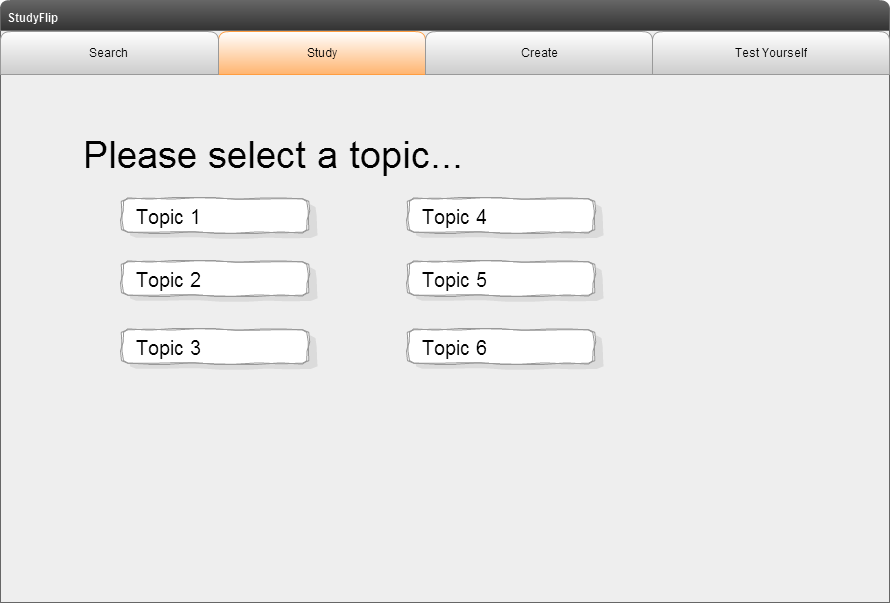 StudyFlip
Search Study Create Test Yourself
Please select a topic...
Topic 1 Topic 4
Topic 2 Topic 5
Topic 3 Topic 6